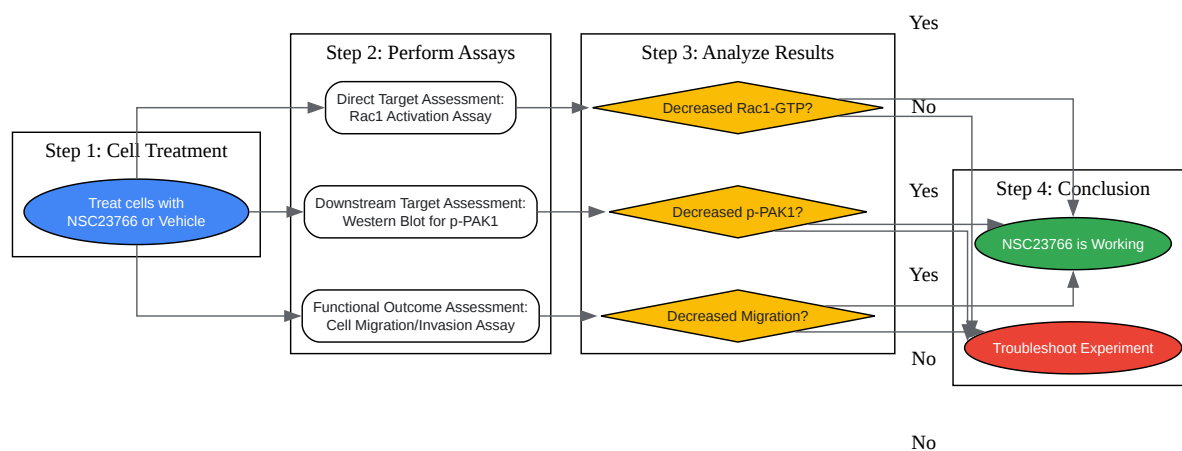 Step 1: Cell Treatment
Treat cells with
NSC23766 or Vehicle
Step 2: Perform Assays
Direct Target Assessment:
Rac1 Activation Assay
Downstream Target Assessment:
Western Blot for p-PAK1
Functional Outcome Assessment:
Cell Migration/Invasion Assay
Step 3: Analyze Results
Decreased Rac1-GTP?
Decreased p-PAK1?
Decreased Migration?
Yes
No
Yes
Yes
No
No
Step 4: Conclusion
NSC23766 is Working
Troubleshoot Experiment